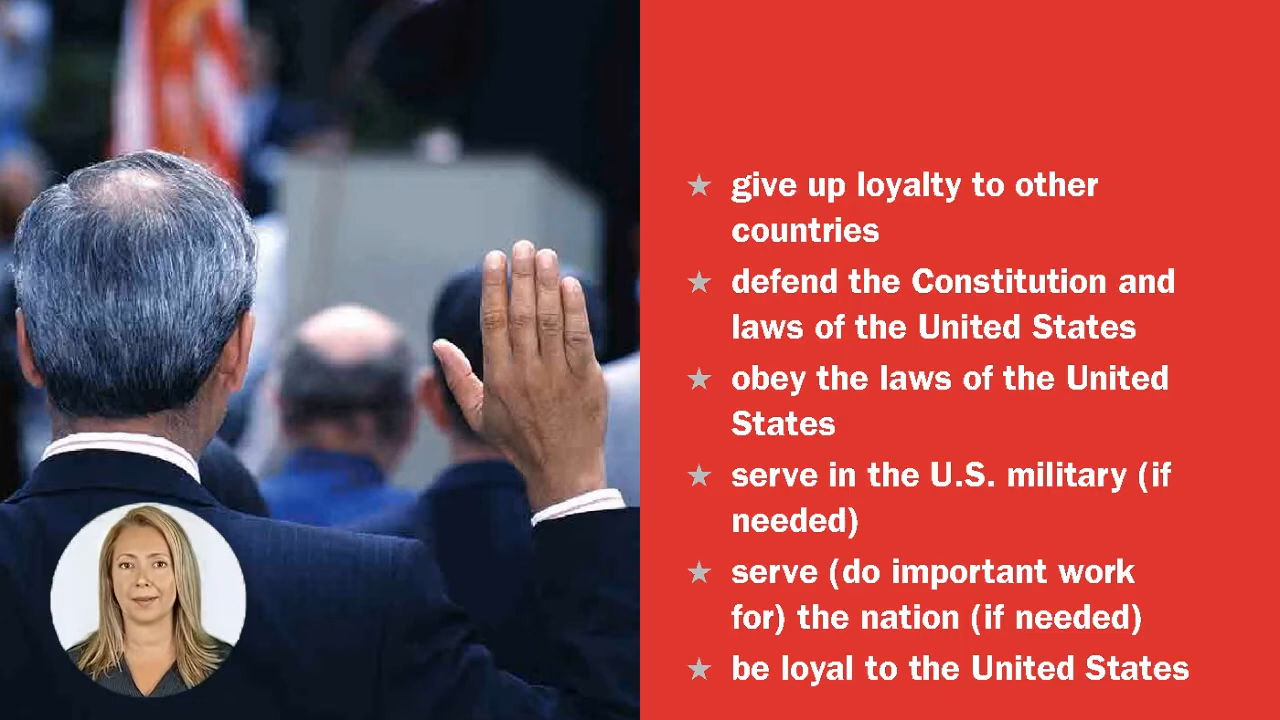 give up loyalty to other
countries
defend the Constitution and
laws of the United States
obey the laws of the United
States
serve in the U.S. military (if
needed)
serve (do important work
for) the nation (if needed)
be loyal to the United States